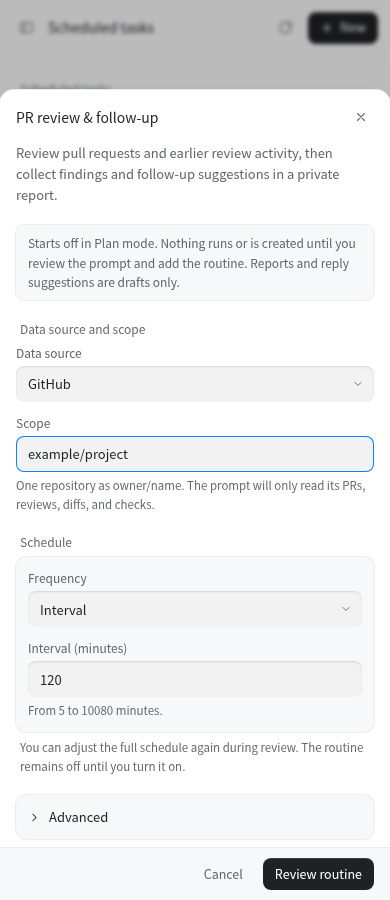 Scheduled tasks
New
Scheduled tasks
PR review & follow-up
Review pull requests and earlier review activity, then
collect findings and follow-up suggestions in a private
report.
Starts off in Plan mode. Nothing runs or is created until you
review the prompt and add the routine. Reports and reply
suggestions are drafts only.
Data source and scope
Data source
GitHub
Scope
example/project
One repository as owner/name. The prompt will only read its PRs,
reviews, diffs, and checks.
Schedule
Frequency
Interval
Interval (minutes)
120
From 5 to 10080 minutes.
You can adjust the full schedule again during review. The routine
remains off until you turn it on.
Advanced
Cancel
Review routine